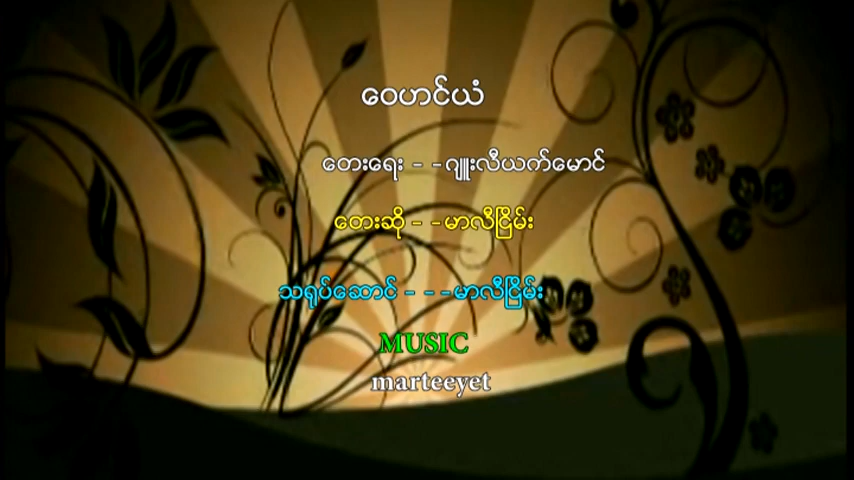 ဝေဟင်ယံ
တေးရေး - -ဂျူးလီယက်မောင်
တေးဆို - -မာလီငြိမ်း
သရုပ်ဆောင် - - -မာလီငြိမ်း
MUSIC
marteeyet